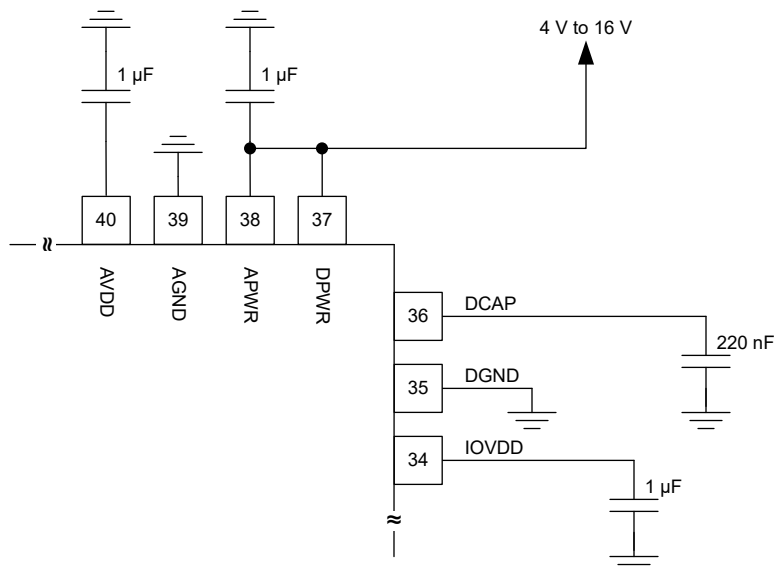 4 V to 16 V
1 µF
1 µF
40
39
38
37
AVDD
AGND
APWR
DPWR
36
DCAP
220 nF
35
DGND
34
IOVDD
1 µF